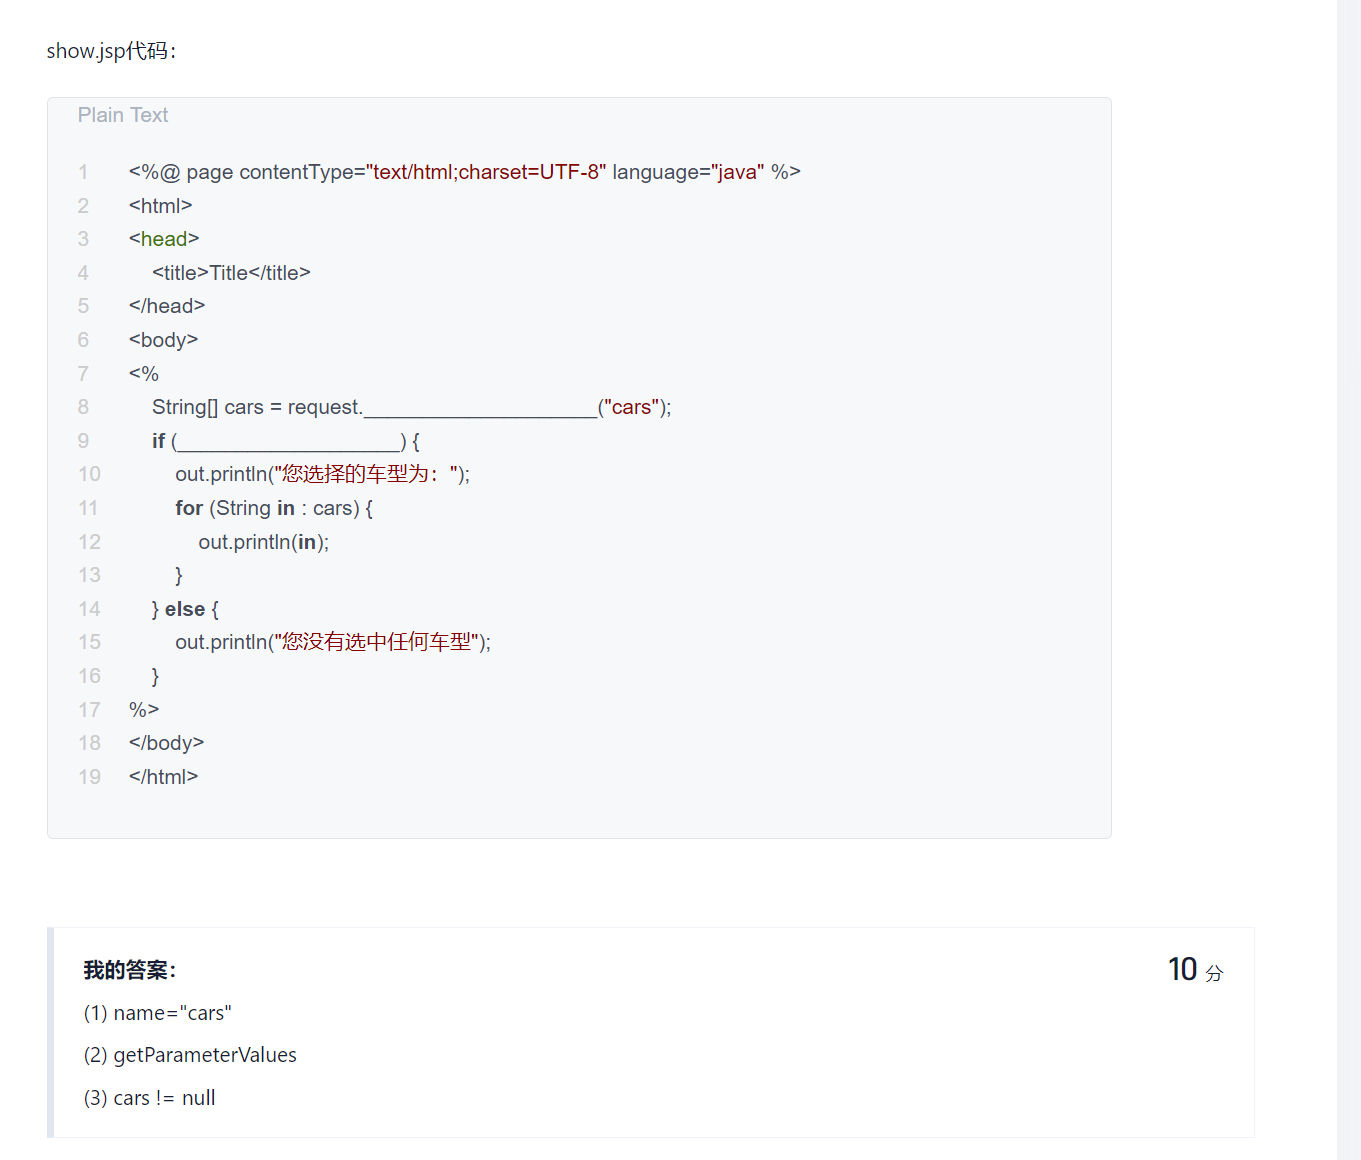 show.jsp代码：
Plain Text
1 <%@ page contentType="text/html;charset=UTF-8" language="java" %>
2 <html>
3 <head>
4     <title>Title</title>
5 </head>
6 <body>
7 <%
8     String[] cars = request.____________________("cars");
9     if (___________________) {
10         out.println("您选择的车型为：");
11         for (String in : cars) {
12             out.println(in);
13         }
14     } else {
15         out.println("您没有选中任何车型");
16     }
17 %>
18 </body>
19 </html>
我的答案：
10 分
(1) name="cars"
(2) getParameterValues
(3) cars != null